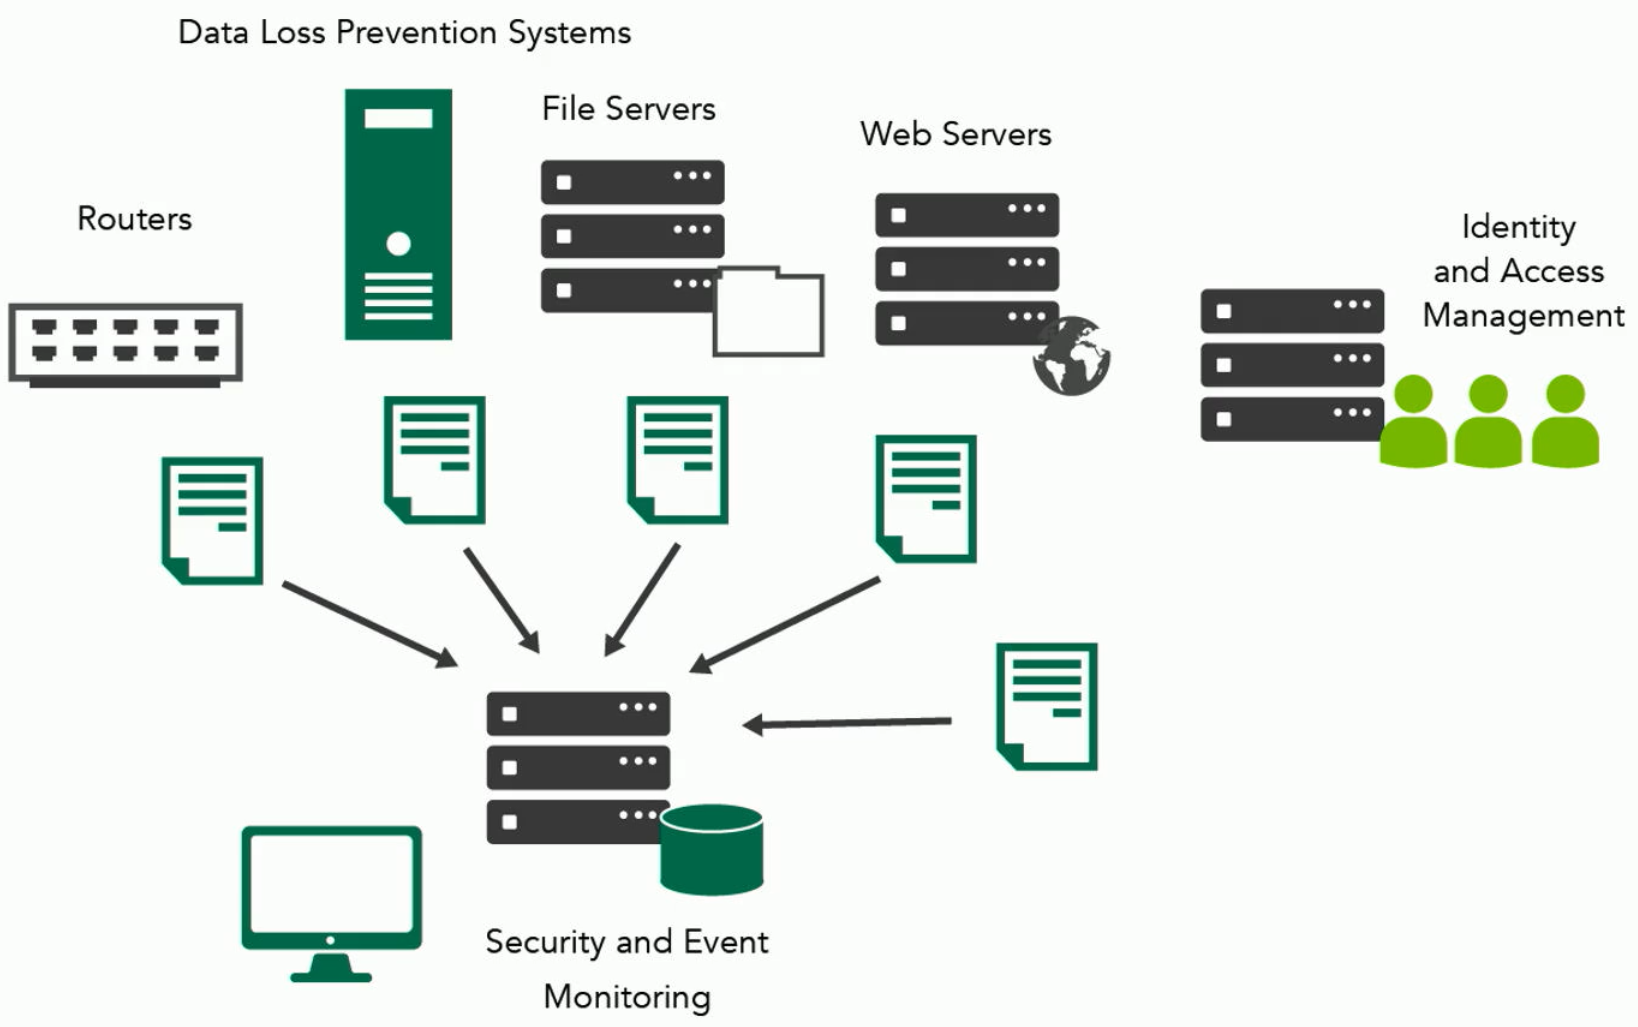 Data Loss Prevention Systems
File Servers
Web Servers
Routers
Identity
and Access
Management
Security and Event
Monitoring